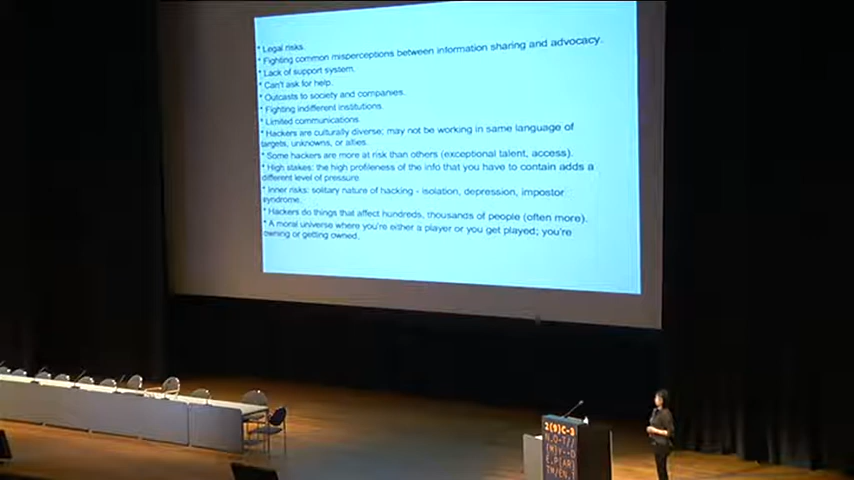 * Legal risks.
* Fighting common misperceptions between information sharing and advocacy.
* Lack of support system.
* Can't ask for help.
* Outcasts to society and companies.
* Fighting indifferent institutions.
* Limited communications.
* Hackers are culturally diverse; may not be working in same language of
targets, unknowns, or allies.
* Some hackers are more at risk than others (exceptional talent, access).
* High stakes: the high profileness of the info that you have to contain adds a
different level of pressure
* Inner risks: solitary nature of hacking - isolation, depression, impostor
syndrome.
* Hackers do things that affect hundreds, thousands of people (often more).
* A moral universe where you're either a player or you get played; you're
owning or getting owned.
2(9)C-3
N.O-T/